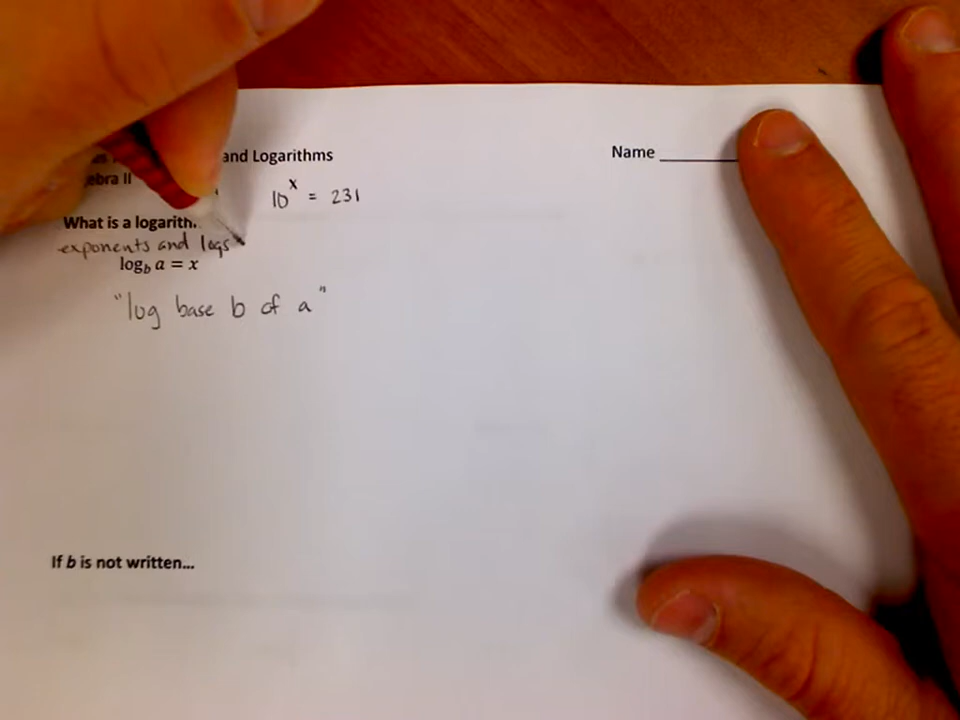 and Logarithms
Name
ebra II
10^x = 231
What is a
exponents and logs
log_b a = x
"log base b of a"
If b is not written...